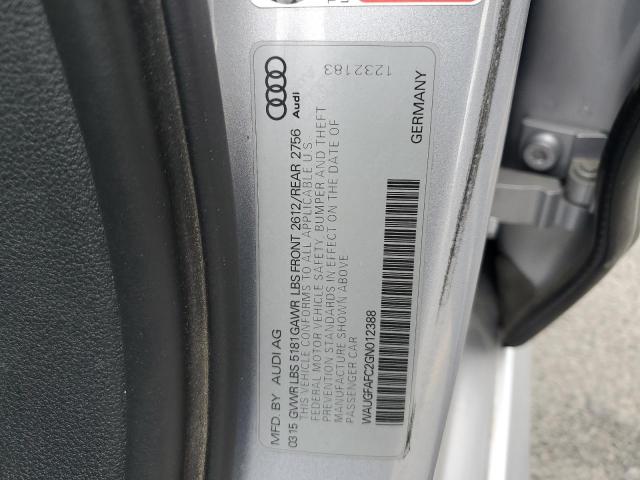 MFD. BY AUDI AG
0315 GVWR LBS 5181 GAWR LBS FRONT 2612/REAR 2756
THIS VEHICLE CONFORMS TO ALL APPLICABLE U S
FEDERAL MOTOR VEHICLE SAFETY, BUMPER AND THEFT
PREVENTION STANDARDS IN EFFECT ON THE DATE OF
MANUFACTURE SHOWN ABOVE
PASSENGER CAR
WAUGFAFC2GN012388
Audi
1232183
GERMANY